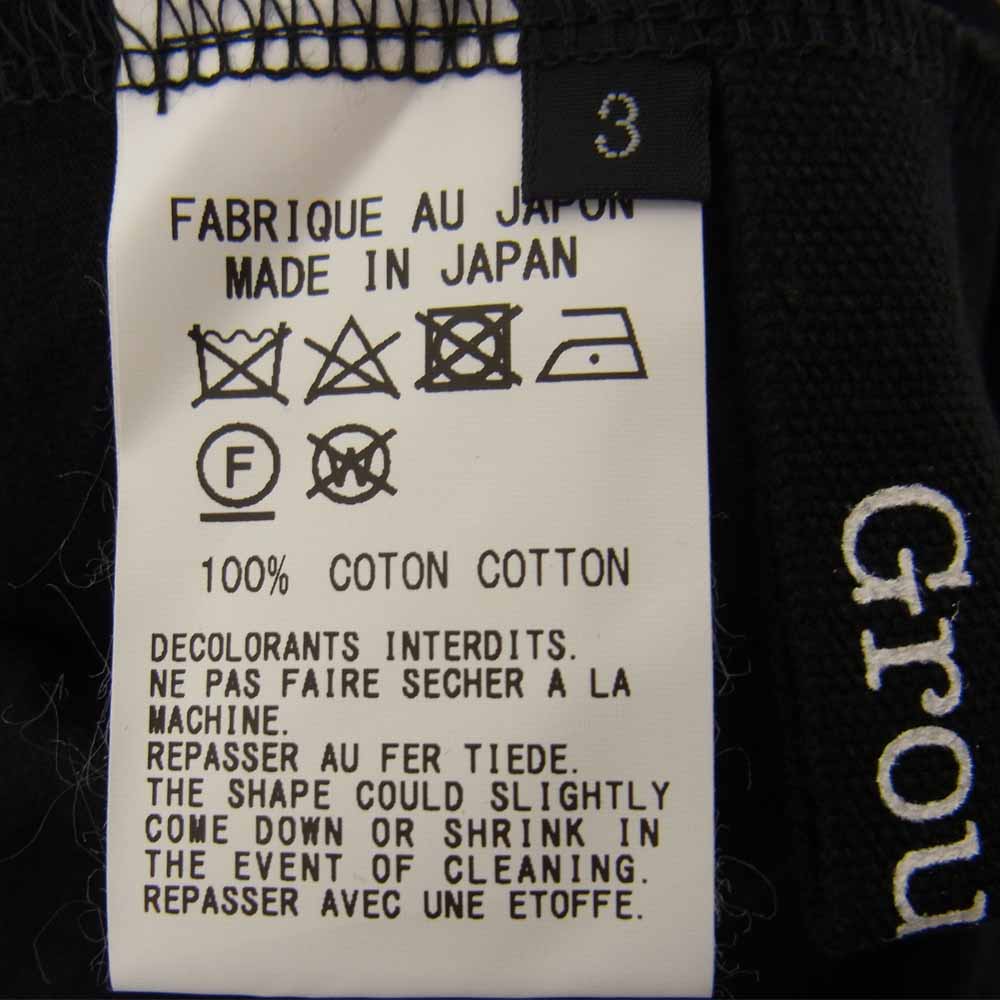 3
FABRIQUE AU JAPON
MADE IN JAPAN
F
W
100% COTON COTTON
DECOLORANTS INTERDITS.
NE PAS FAIRE SECHER A LA
MACHINE.
REPASSER AU FER TIEDE.
THE SHAPE COULD SLIGHTLY
COME DOWN OR SHRINK IN
THE EVENT OF CLEANING.
REPASSER AVEC UNE ETOFFE.
Grou